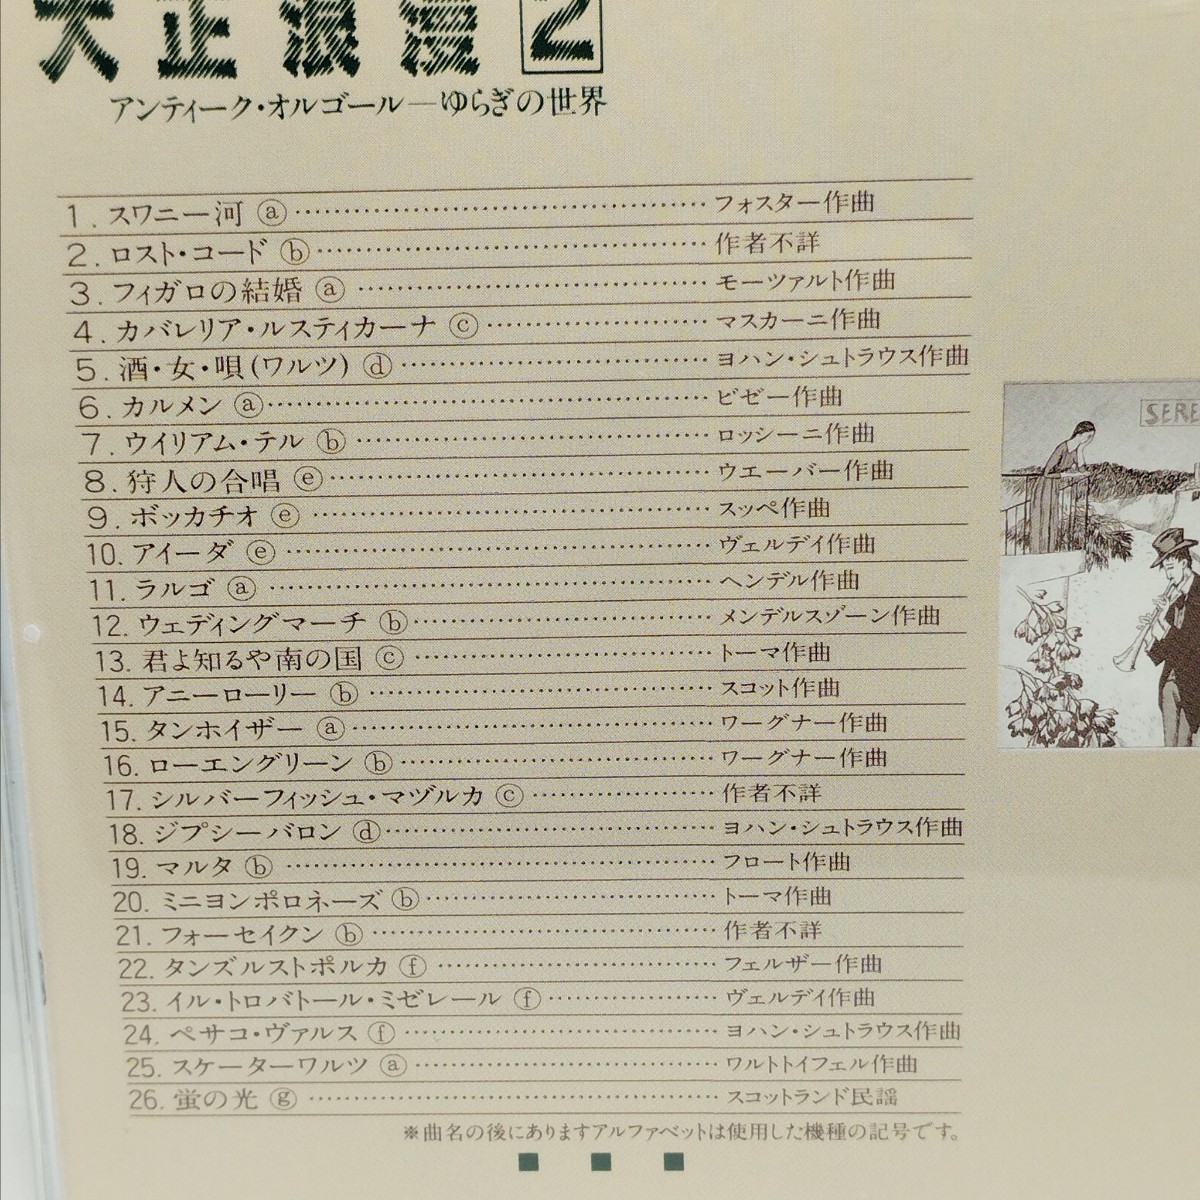 大正浪漫2
アンティーク・オルゴール―ゆらぎの世界
1. スワニー河 ⓐ ………… フォスター作曲
2. ロスト・コード ⓑ ………… 作者不詳
3. フィガロの結婚 ⓐ ………… モーツァルト作曲
4. カバレリア・ルスティカーナ ⓒ ………… マスカーニ作曲
5. 酒・女・唄(ワルツ) ⓓ ………… ヨハン・シュトラウス作曲
6. カルメン ⓐ ………… ビゼー作曲
7. ウイリアム・テル ⓑ ………… ロッシーニ作曲
8. 狩人の合唱 ⓔ ………… ウエーバー作曲
9. ボッカチオ ⓔ ………… スッペ作曲
10. アイーダ ⓔ ………… ヴェルデイ作曲
11. ラルゴ ⓐ ………… ヘンデル作曲
12. ウェディングマーチ ⓑ ………… メンデルスゾーン作曲
13. 君よ知るや南の国 ⓒ ………… トーマ作曲
14. アニーローリー ⓑ ………… スコット作曲
15. タンホイザー ⓐ ………… ワーグナー作曲
16. ローエングリーン ⓑ ………… ワーグナー作曲
17. シルバーフィッシュ・マヅルカ ⓒ ………… 作者不詳
18. ジプシーバロン ⓓ ………… ヨハン・シュトラウス作曲
19. マルタ ⓑ ………… フロート作曲
20. ミニヨンポロネーズ ⓑ ………… トーマ作曲
21. フォーセイクン ⓑ ………… 作者不詳
22. タンズルストポルカ ⓕ ………… フェルザー作曲
23. イル・トロバトール・ミゼレール ⓕ ………… ヴェルデイ作曲
24. ペサコ・ヴァルス ⓕ ………… ヨハン・シュトラウス作曲
25. スケーターワルツ ⓐ ………… ワルトトイフェル作曲
26. 蛍の光 ⓖ ………… スコットランド民謡
※曲名の後にありますアルファベットは使用した機種の記号です。